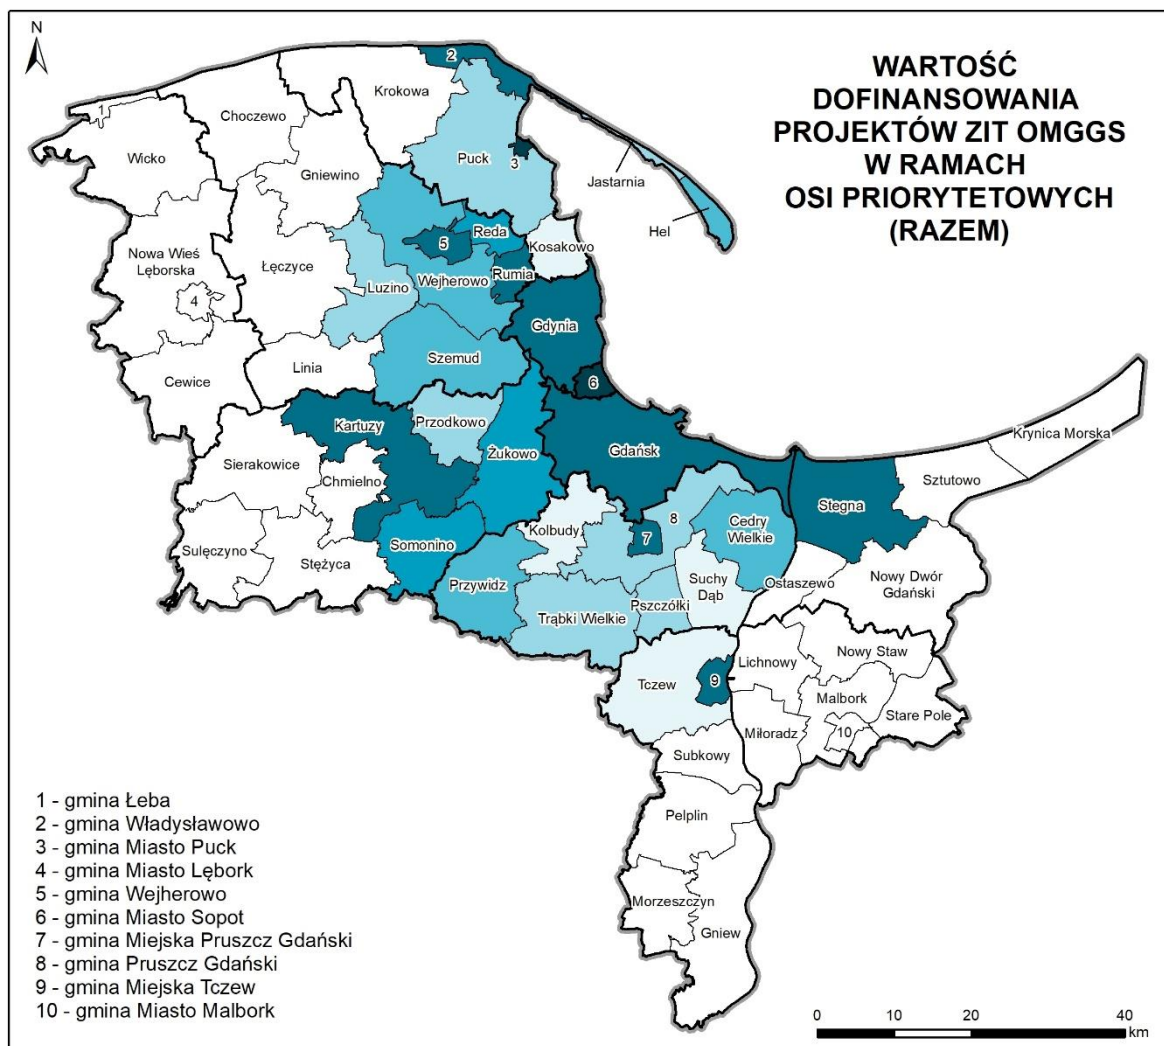 N
WARTOŚĆ
DOFINANSOWANIA
PROJEKTÓW ZIT OMGGS
W RAMACH
OSI PRIORYTETOWYCH
(RAZEM)
2
Krokowa
1
Choczewo
Wicko
Puck
3
Gniewino
Jastarnia
Hel
Reda
5
Kosakowo
Nowa Wieś
Lęborska
Łęczyce
Wejherowo
Rumia
Luzino
4
Gdynia
Szemud
Linia
Cewice
6
Kartuzy
Przodkowo
Krynica Morska
Żukowo
Gdańsk
Sierakowice
Chmielno
Sztutowo
Stegna
8
Kolbudy
7
Cedry
Wielkie
Somonino
Sulęczyno
Stężyca
Przywidz
Suchy
Dąb
Ostaszewo
Nowy Dwór
Gdański
Pszczółki
Trąbki Wielkie
Nowy Staw
Lichnowy
Tczew
9
Malbork
Stare Pole
Miłoradz
10
Subkowy
Pelplin
Morzeszczyn
Gniew
1 - gmina Łeba
2 - gmina Władysławowo
3 - gmina Miasto Puck
4 - gmina Miasto Lębork
5 - gmina Wejherowo
6 - gmina Miasto Sopot
7 - gmina Miejska Pruszcz Gdański
8 - gmina Pruszcz Gdański
9 - gmina Miejska Tczew
10 - gmina Miasto Malbork
0 10 20 40
km